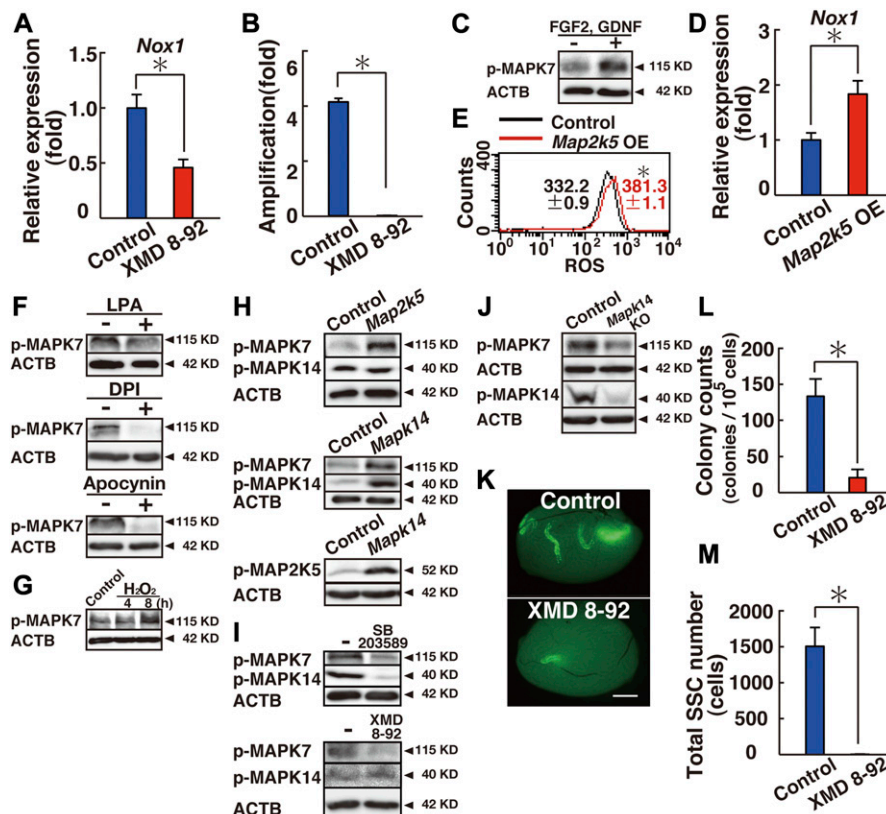 A
Nox1
Relative expression
(fold)
1.0
0.5
0
*
Control
XMD 8-92
B
Amplification(fold)
6
4
2
0
*
Control
XMD 8-92
C
FGF2, GDNF
- +
p-MAPK7 115 KD
ACTB 42 KD
D
Nox1
Relative expression
(fold)
3
2
1
0
*
Control
Map2k5 OE
E
Control
Map2k5 OE
Counts
400
200
0
332.2
±0.9
*
381.3
±1.1
10⁰ 10¹ 10² 10³ 10⁴
ROS
F
LPA
- +
p-MAPK7 115 KD
ACTB 42 KD
DPI
- +
p-MAPK7 115 KD
ACTB 42 KD
Apocynin
- +
p-MAPK7 115 KD
ACTB 42 KD
G
Control
H₂O₂
4 8 (h)
p-MAPK7 115 KD
ACTB 42 KD
H
Control Map2k5
p-MAPK7 115 KD
p-MAPK14 40 KD
ACTB 42 KD
Control Mapk14
p-MAPK7 115 KD
p-MAPK14 40 KD
ACTB 42 KD
Control Mapk14
p-MAP2K5 52 KD
ACTB 42 KD
I
- SB
203589
p-MAPK7 115 KD
p-MAPK14 40 KD
ACTB 42 KD
- XMD
8-92
p-MAPK7 115 KD
p-MAPK14 40 KD
ACTB 42 KD
J
Control Mapk14
KO
p-MAPK7 115 KD
ACTB 42 KD
p-MAPK14 40 KD
ACTB 42 KD
K
Control
XMD 8-92
L
Colony counts
(colonies / 10⁵ cells)
200
150
100
50
0
*
Control
XMD 8-92
M
Total SSC number
(cells)
2000
1500
1000
500
0
*
Control
XMD 8-92